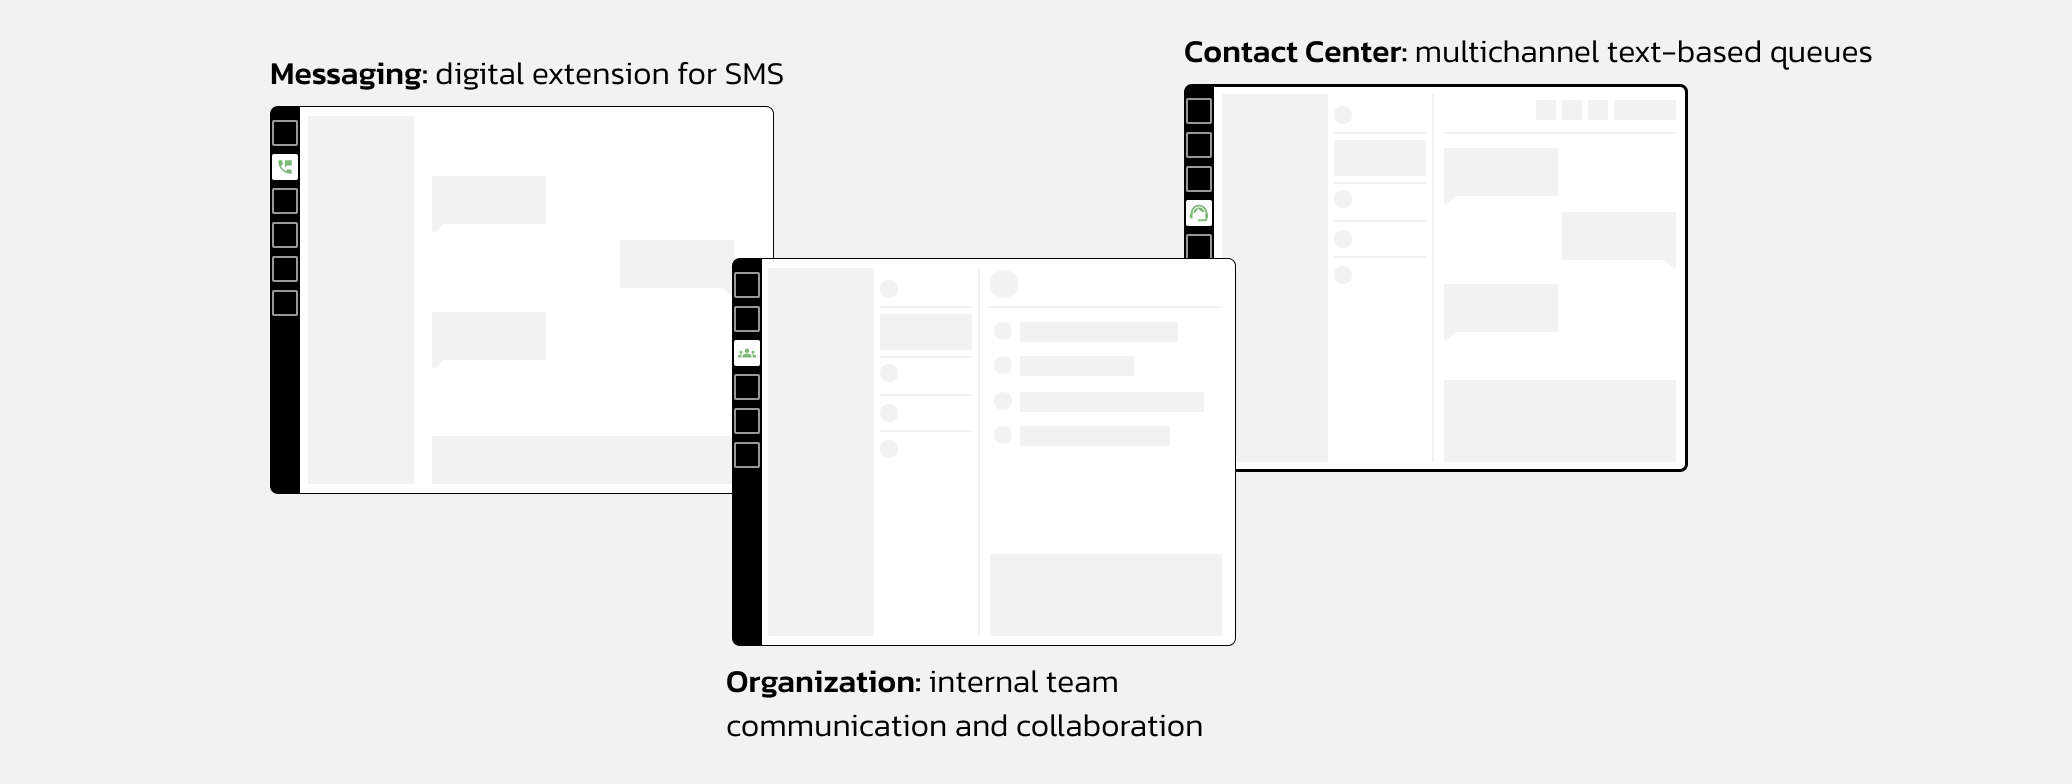 Messaging: digital extension for SMS
Contact Center: multichannel text-based queues
Organization: internal team
communication and collaboration